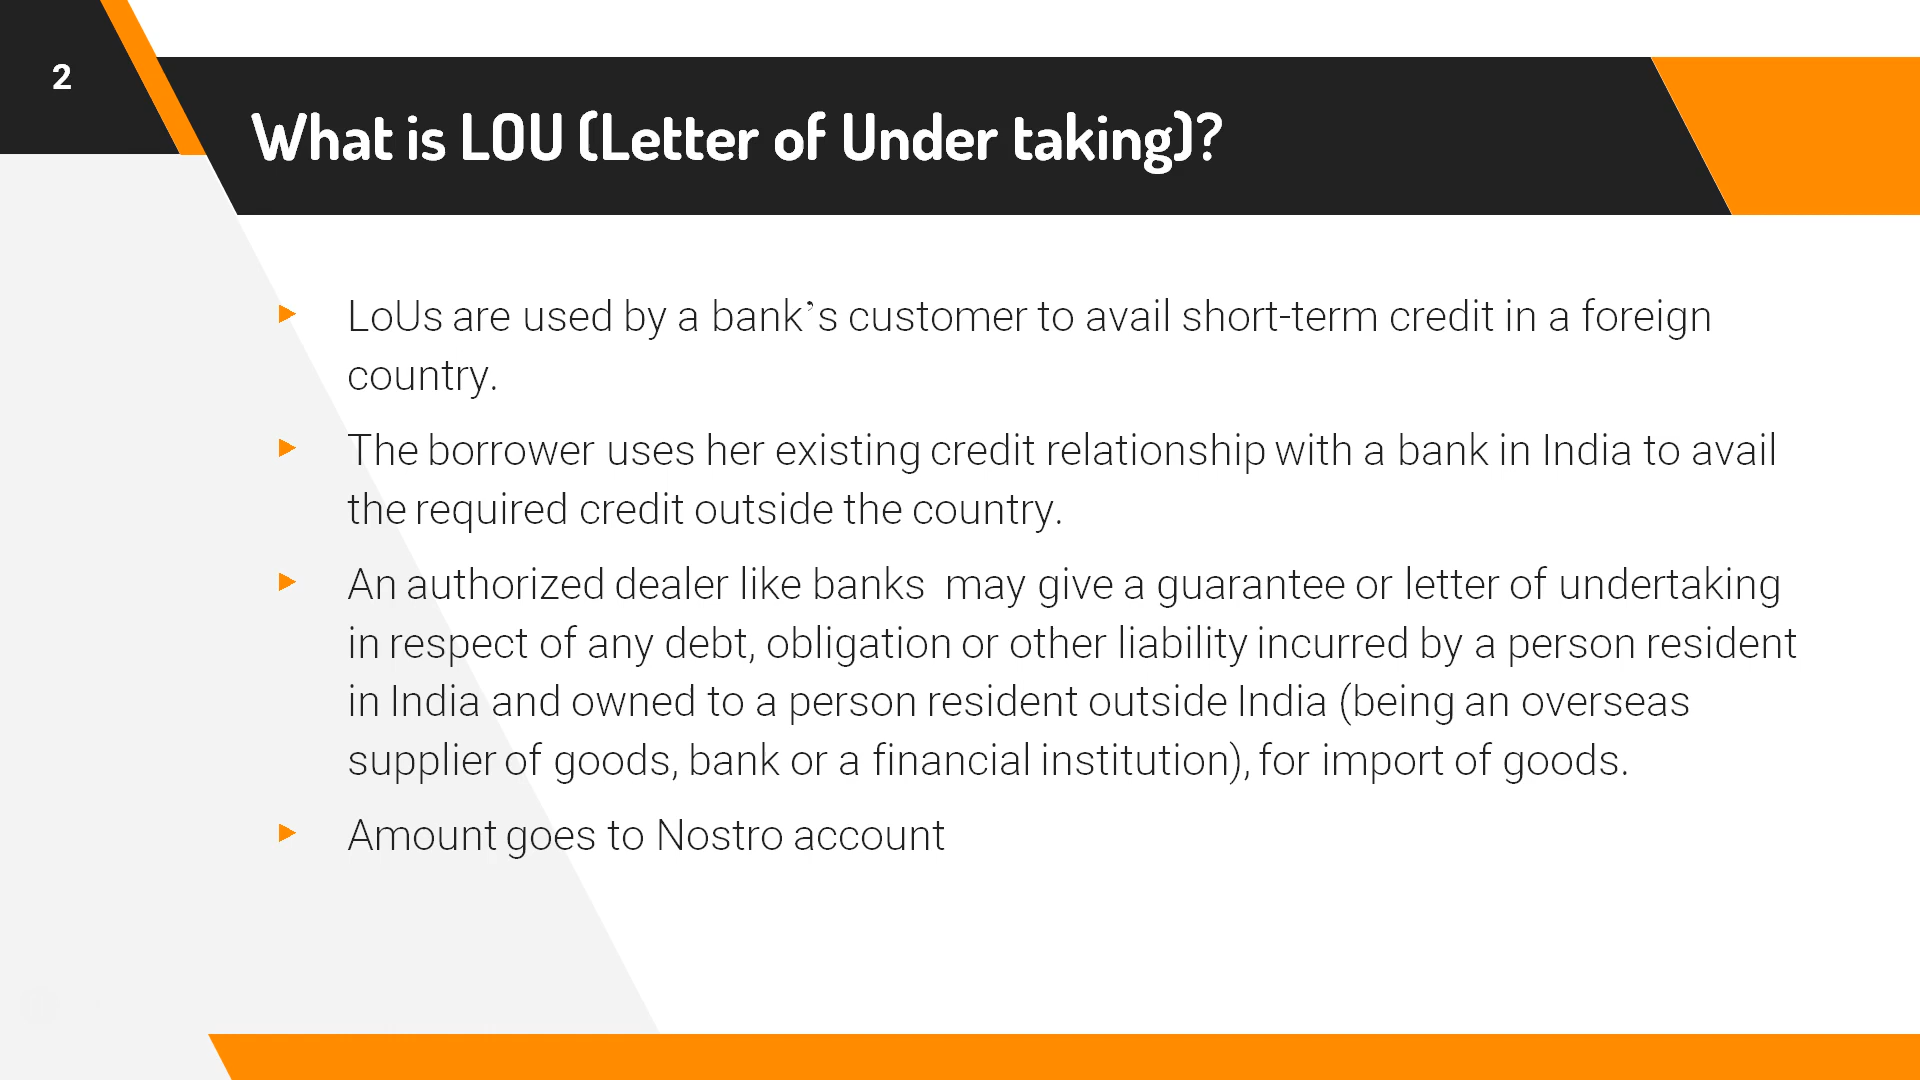 2
What is LOU (Letter of Under taking)?
LoUs are used by a bank's customer to avail short-term credit in a foreign
country.
The borrower uses her existing credit relationship with a bank in India to avail
the required credit outside the country.
An authorized dealer like banks  may give a guarantee or letter of undertaking
in respect of any debt, obligation or other liability incurred by a person resident
in India and owned to a person resident outside India (being an overseas
supplier of goods, bank or a financial institution), for import of goods.
Amount goes to Nostro account